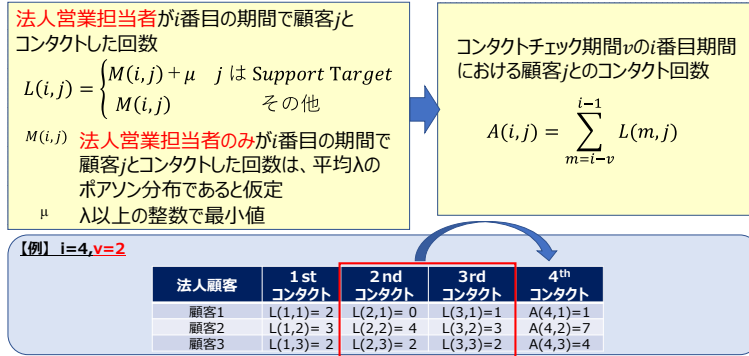 法人営業担当者がi番目の期間で顧客jと
コンタクトした回数
L(i,j) = { M(i,j) + μ　j は Support Target
M(i,j)　その他
M(i,j) 法人営業担当者のみがi番目の期間で
顧客jとコンタクトした回数は、平均λの
ポアソン分布であると仮定
μ λ以上の整数で最小値
コンタクトチェック期間vのi番目期間
における顧客jとのコンタクト回数
A(i,j) = ∑_{m=i−v}^{i−1} L(m,j)
【例】 i=4,v=2
法人顧客 1st コンタクト 2nd コンタクト 3rd コンタクト 4th コンタクト
顧客1 L(1,1)= 2 L(2,1)= 0 L(3,1)=1 A(4,1)=1
顧客2 L(1,2)= 3 L(2,2)= 4 L(3,2)=3 A(4,2)=7
顧客3 L(1,3)= 2 L(2,3)= 2 L(3,3)=2 A(4,3)=4